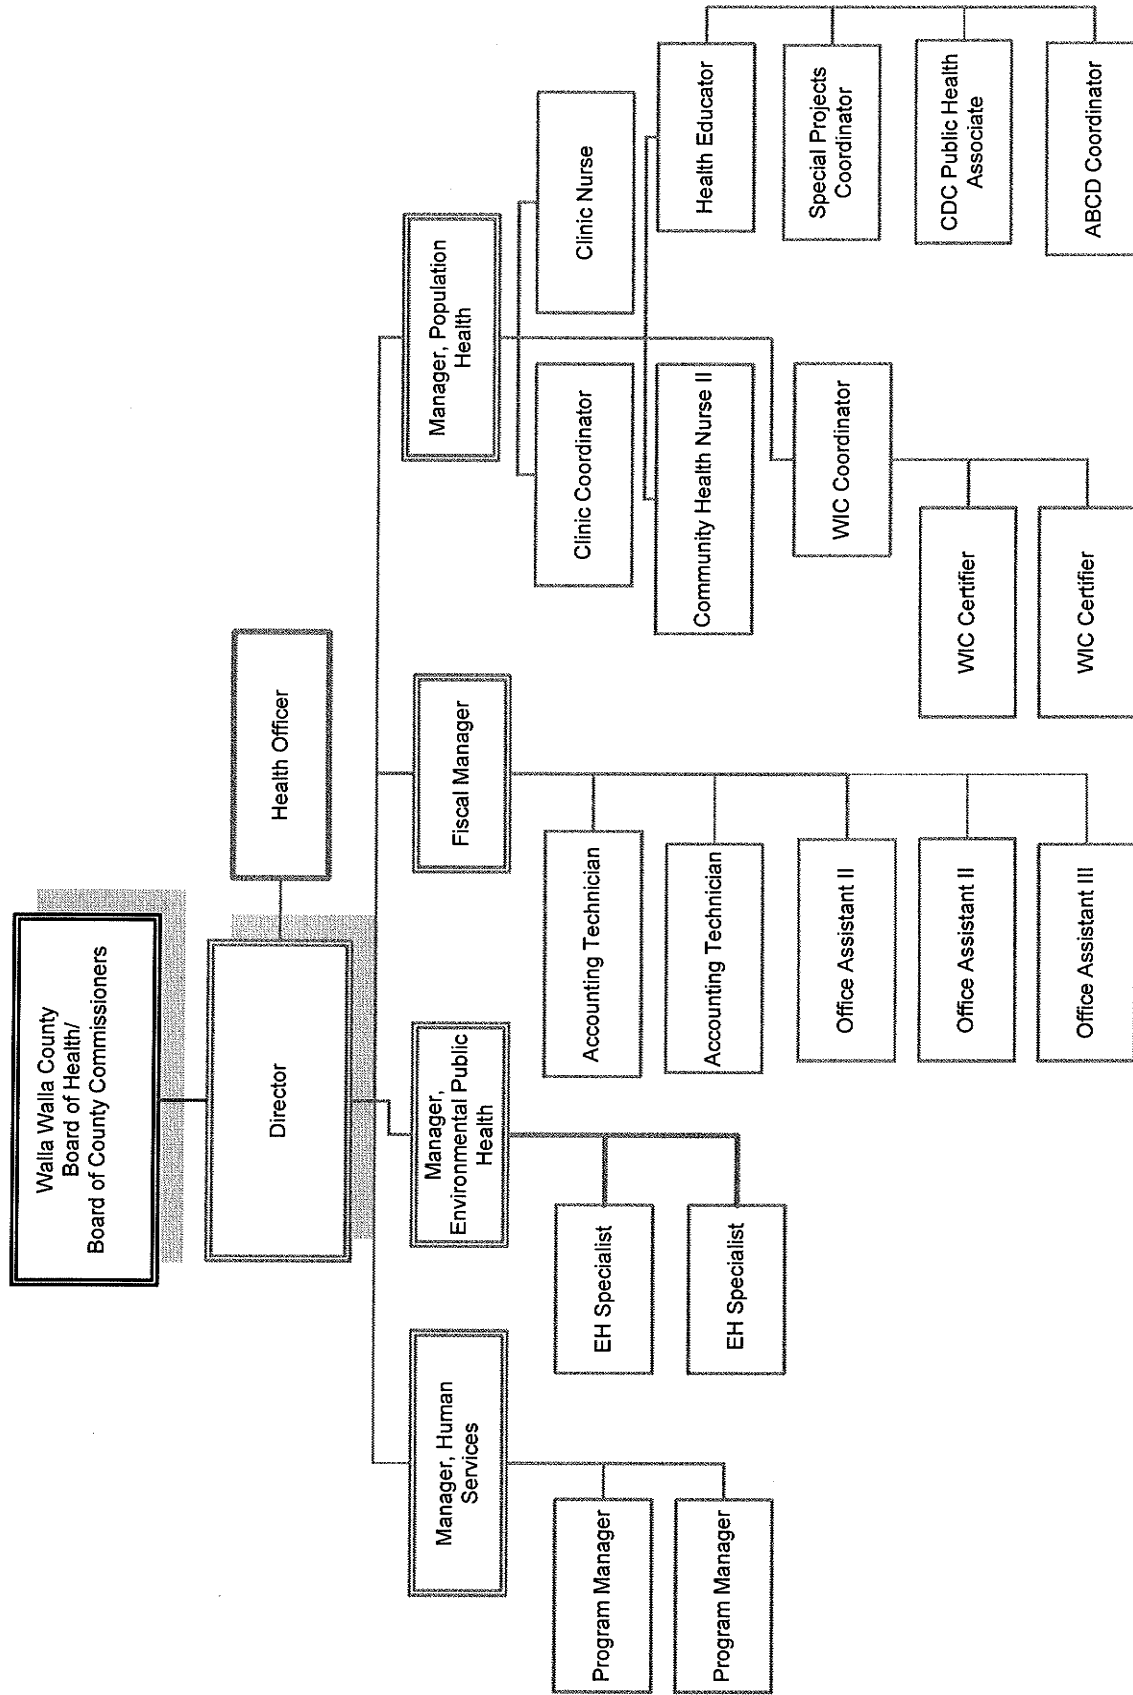 Walla Walla County
Board of Health/
Board of County Commissioners
Director
Health Officer
Manager, Human
Services
Program Manager
Program Manager
Manager,
Environmental Public
Health
EH Specialist
EH Specialist
Fiscal Manager
Accounting Technician
Accounting Technician
Office Assistant II
Office Assistant II
Office Assistant III
Manager, Population
Health
Clinic Coordinator
Clinic Nurse
Community Health Nurse II
Health Educator
WIC Coordinator
WIC Certifier
WIC Certifier
Special Projects
Coordinator
CDC Public Health
Associate
ABCD Coordinator